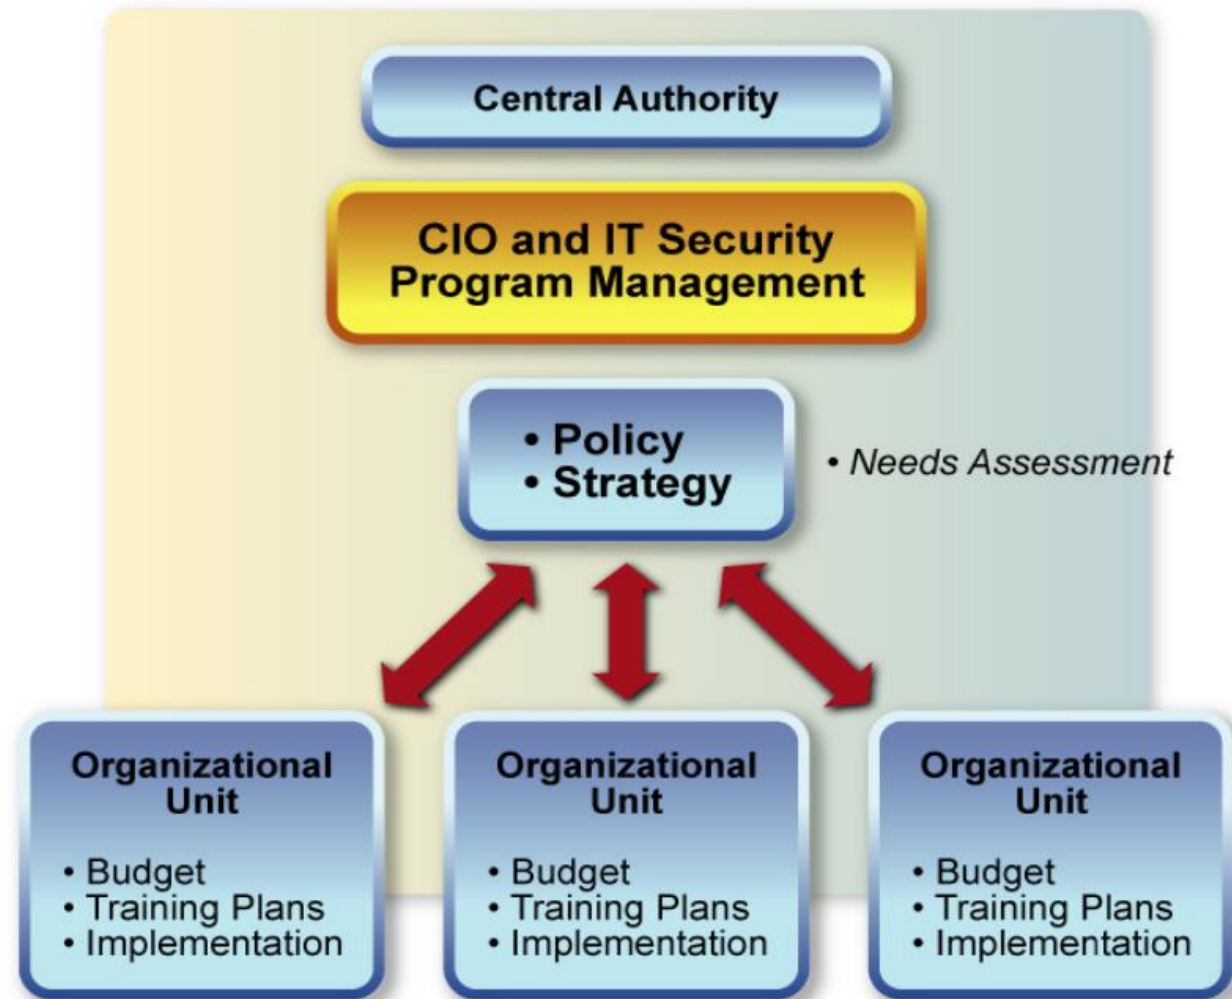 Central Authority
CIO and IT Security
Program Management
• Policy
• Strategy
• Needs Assessment
Organizational
Unit
• Budget
• Training Plans
• Implementation
Organizational
Unit
• Budget
• Training Plans
• Implementation
Organizational
Unit
• Budget
• Training Plans
• Implementation